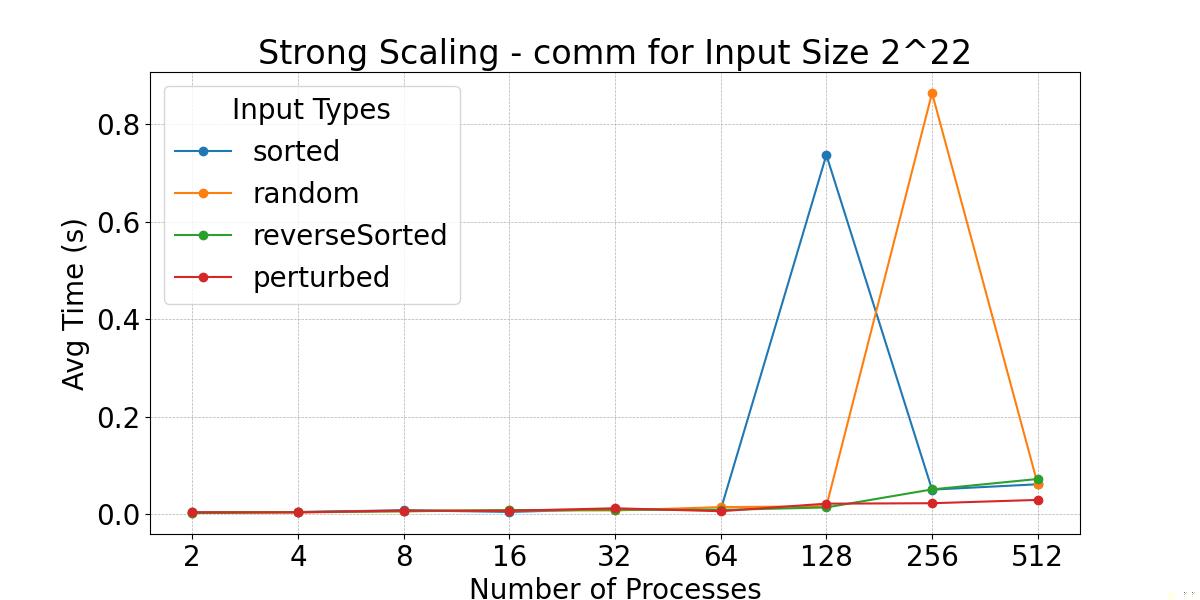 Strong Scaling - comm for Input Size 2^22
Input Types
sorted
random
reverseSorted
perturbed
Avg Time (s)
0.8
0.6
0.4
0.2
0.0
2 4 8 16 32 64 128 256 512
Number of Processes